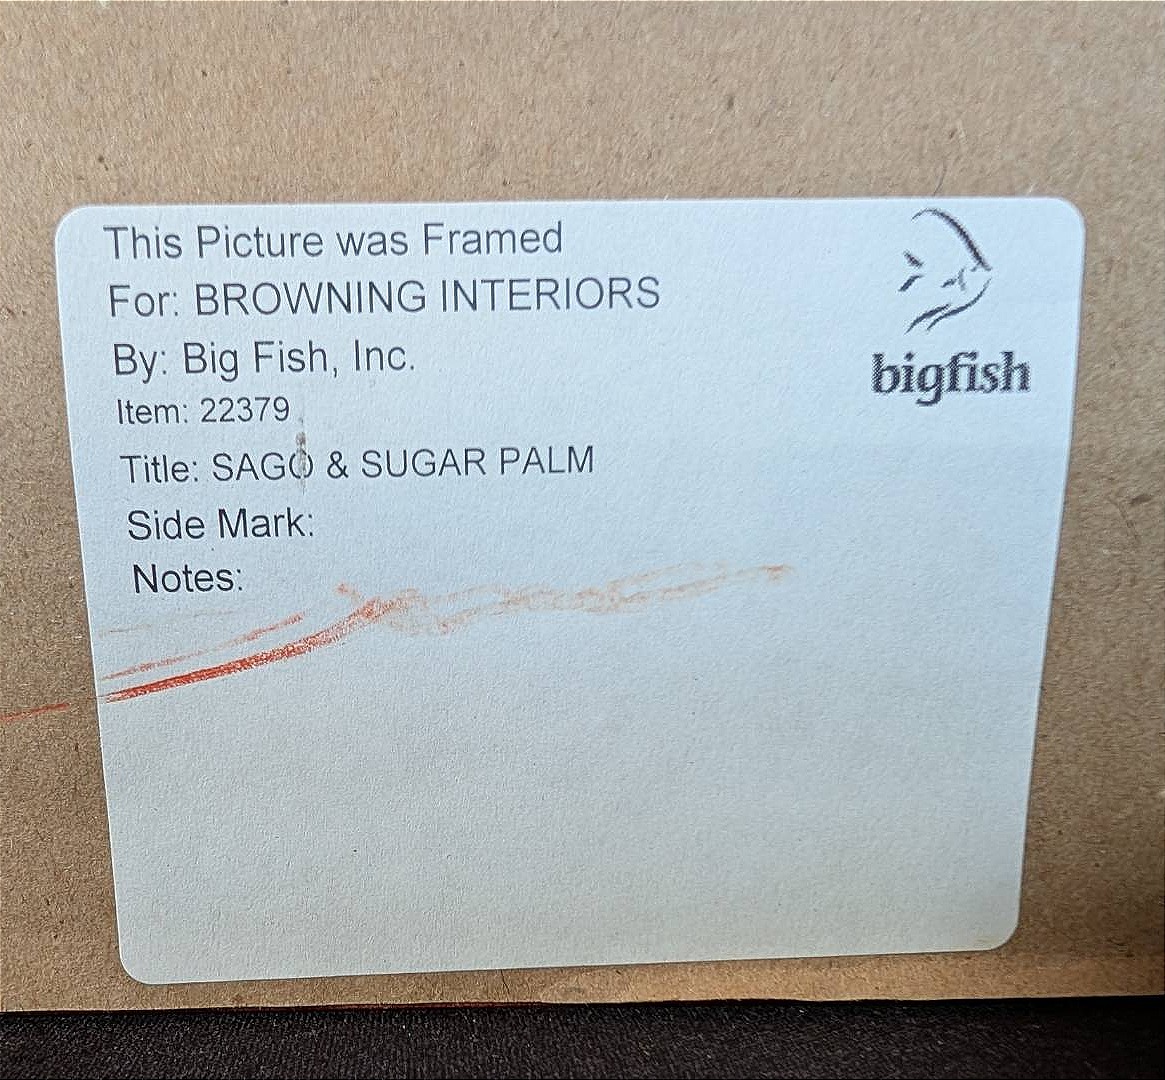 This Picture was Framed
For: BROWNING INTERIORS
By: Big Fish, Inc.
Item: 22379
Title: SAGO & SUGAR PALM
Side Mark:
Notes:
bigfish